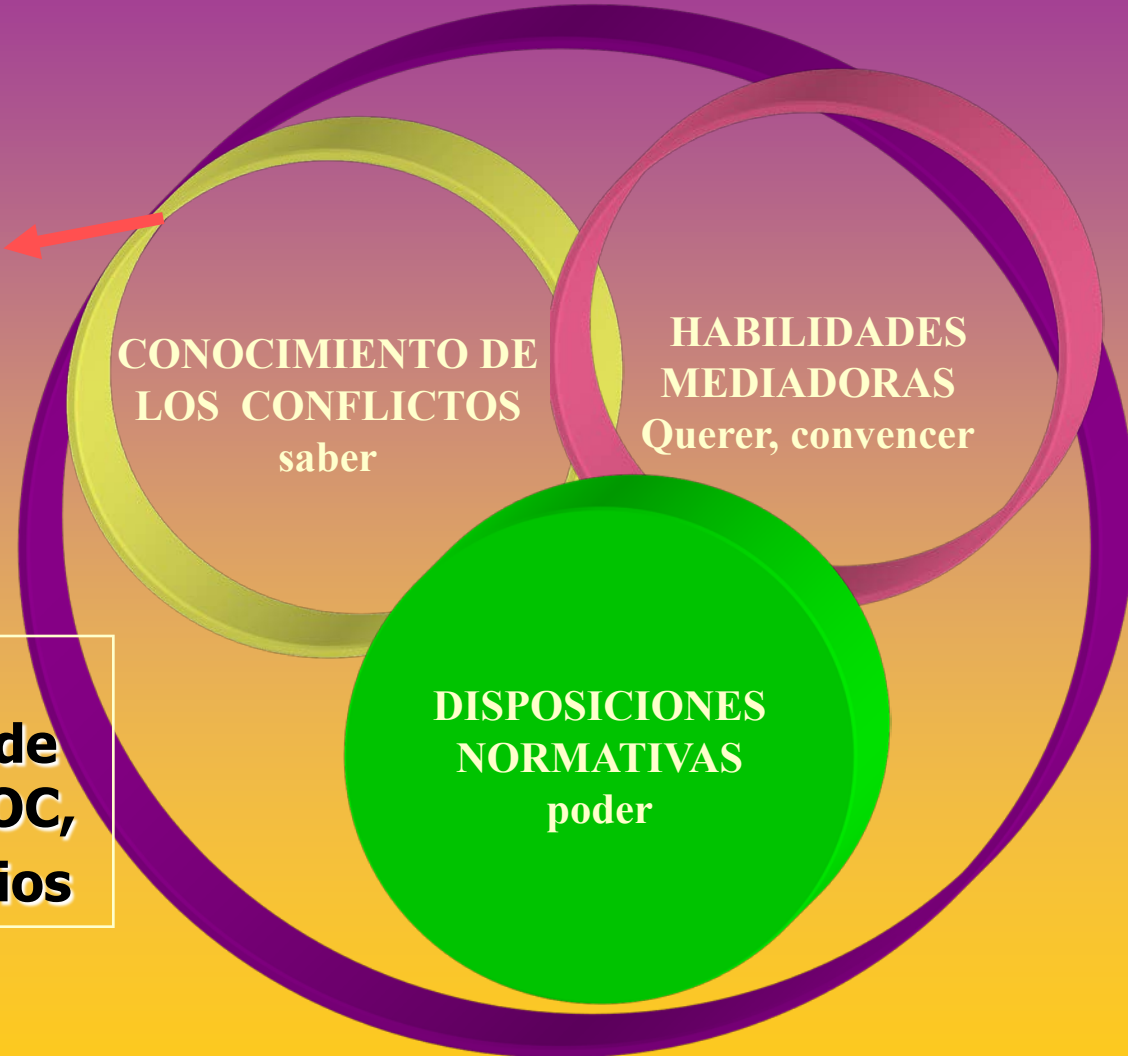 CONOCIMIENTO DE
LOS CONFLICTOS
saber
HABILIDADES
MEDIADORAS
Querer, convencer
DISPOSICIONES
NORMATIVAS
poder
de
OC,
ios